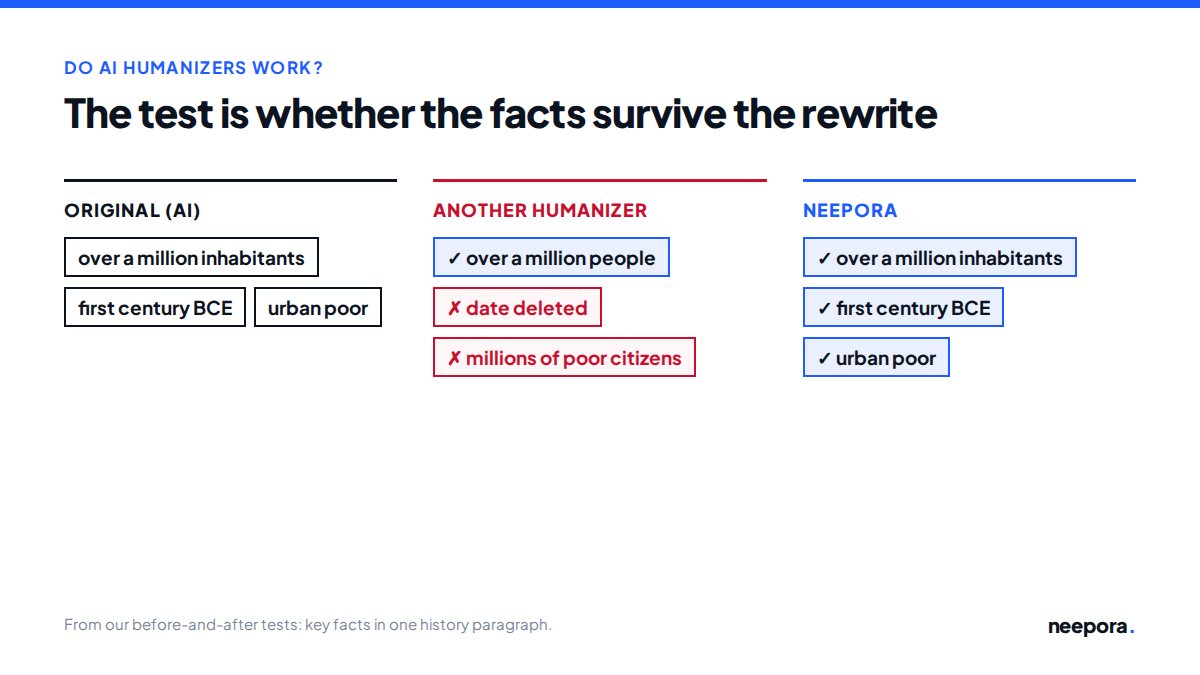 DO AI HUMANIZERS WORK?
The test is whether the facts survive the rewrite
ORIGINAL (AI)
over a million inhabitants
first century BCE
urban poor
ANOTHER HUMANIZER
✓ over a million people
✗ date deleted
✗ millions of poor citizens
NEEPORA
✓ over a million inhabitants
✓ first century BCE
✓ urban poor
From our before-and-after tests: key facts in one history paragraph.
neepora.